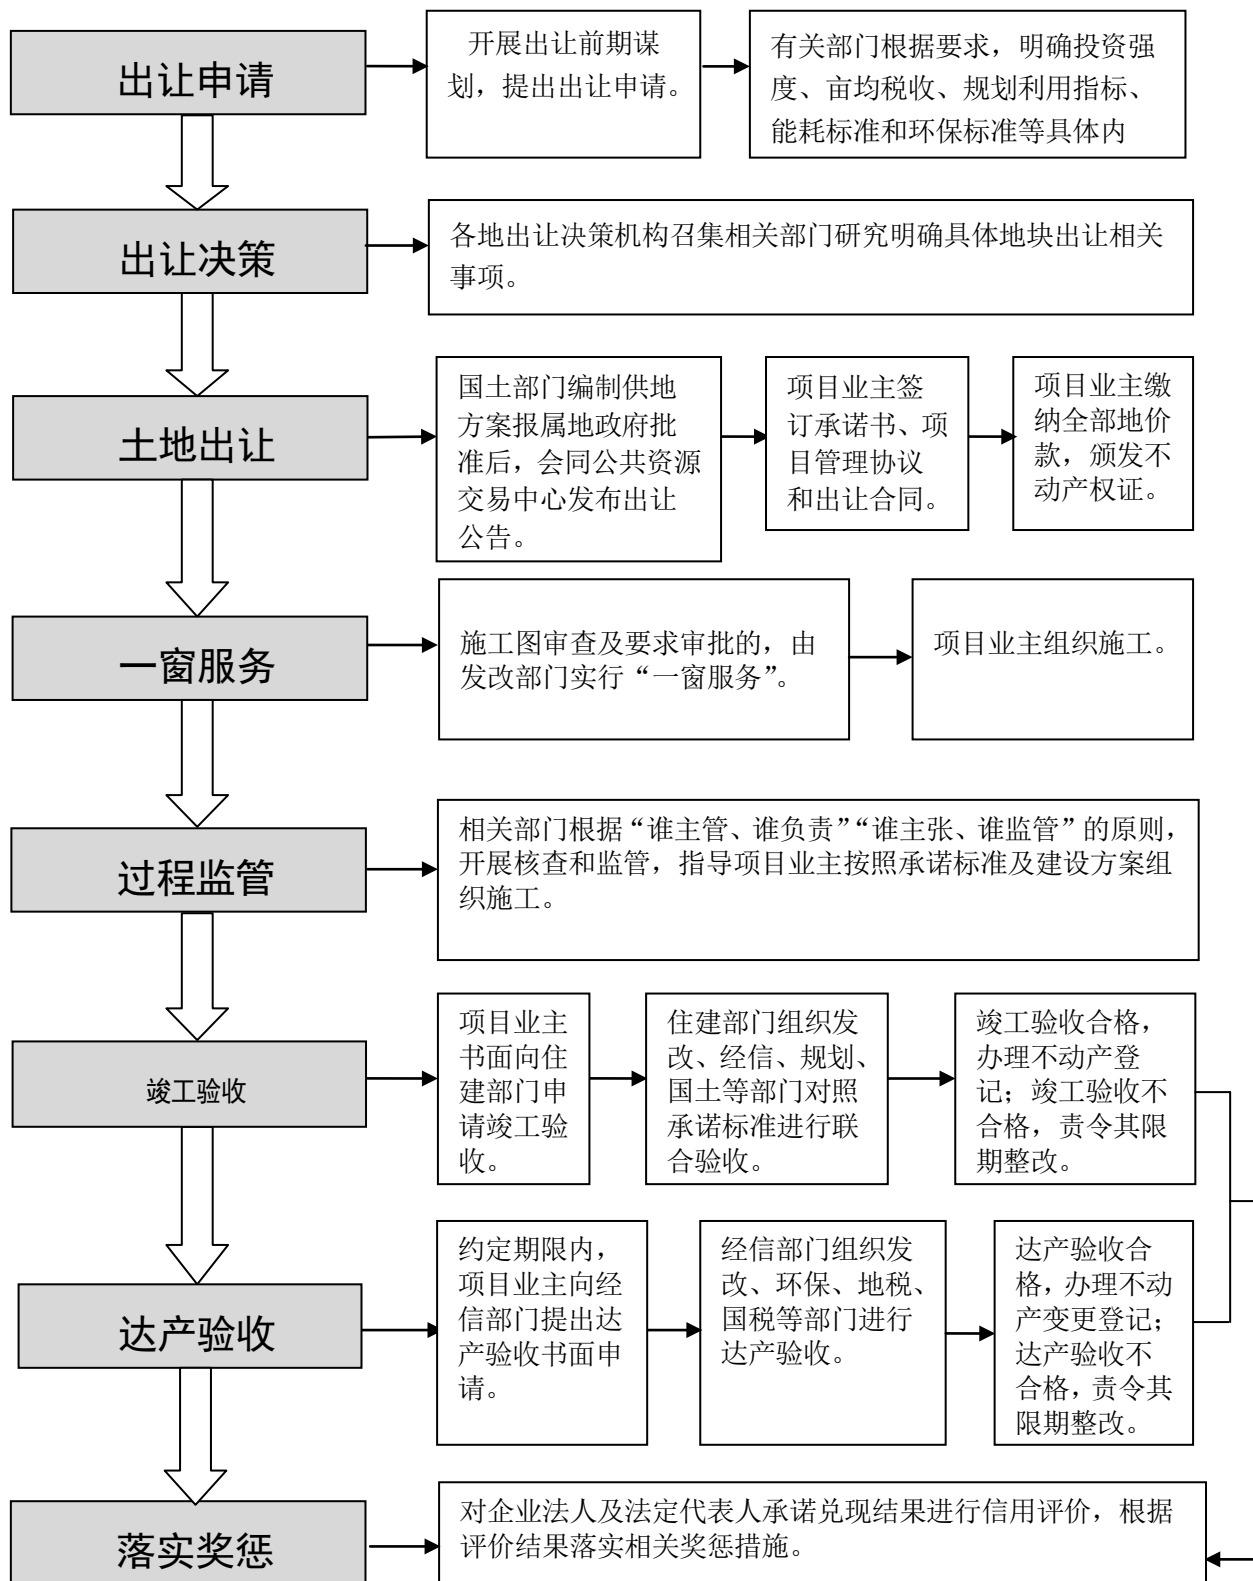 出让申请
开展出让前期谋
划，提出出让申请。
有关部门根据要求，明确投资强
度、亩均税收、规划利用指标、
能耗标准和环保标准等具体内
出让决策
各地出让决策机构召集相关部门研究明确具体地块出让相关
事项。
土地出让
国土部门编制供地
方案报属地政府批
准后，会同公共资源
交易中心发布出让
公告。
项目业主签
订承诺书、项
目管理协议
和出让合同。
项目业主缴
纳全部地价
款，颁发不
动产权证。
一窗服务
施工图审查及要求审批的，由
发改部门实行“一窗服务”。
项目业主组织施工。
过程监管
相关部门根据“谁主管、谁负责”“谁主张、谁监管”的原则，
开展核查和监管，指导项目业主按照承诺标准及建设方案组
织施工。
竣工验收
项目业主
书面向住
建部门申
请竣工验
收。
住建部门组织发
改、经信、规划、
国土等部门对照
承诺标准进行联
合验收。
竣工验收合格，
办理不动产登
记；竣工验收不
合格，责令其限
期整改。
达产验收
约定期限内，
项目业主向经
信部门提出达
产验收书面申
请。
经信部门组织发
改、环保、地税、
国税等部门进行
达产验收。
达产验收合
格，办理不动
产变更登记；
达产验收不
合格，责令其
限期整改。
落实奖惩
对企业法人及法定代表人承诺兑现结果进行信用评价，根据
评价结果落实相关奖惩措施。